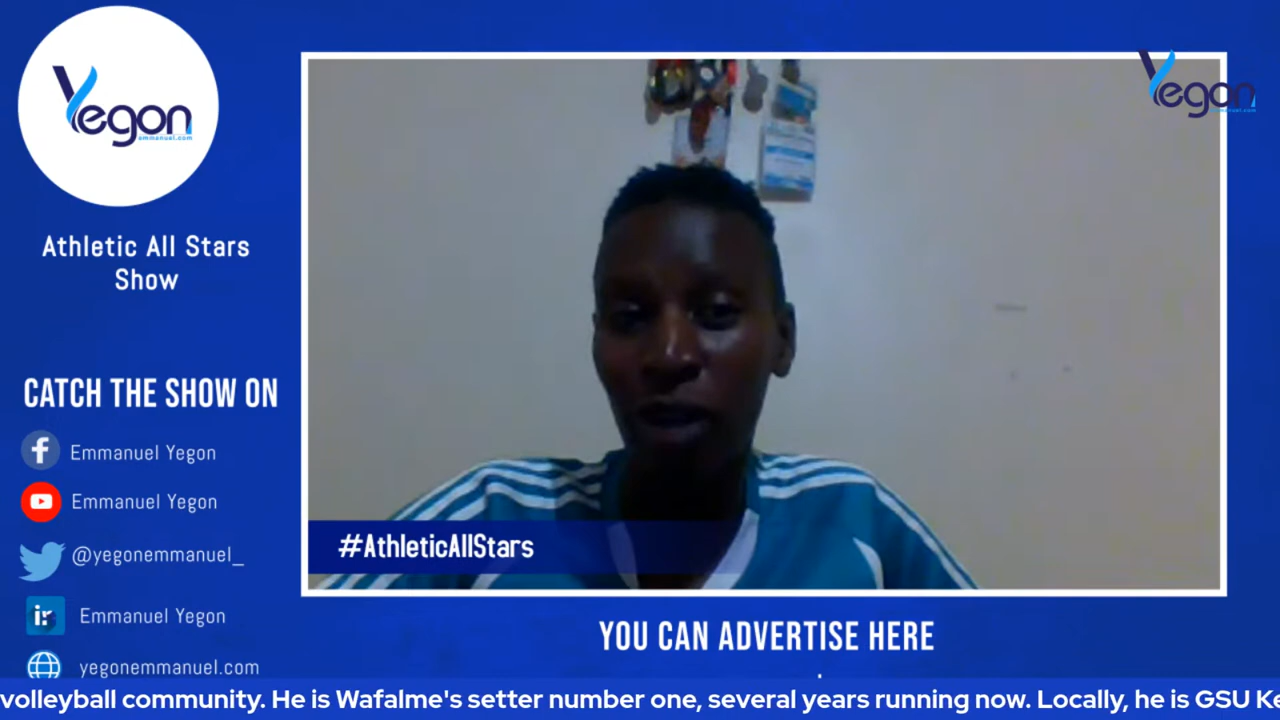 Yegon
emmanuel.com
Yegon
emmanuel.com
Athletic All Stars
Show
CATCH THE SHOW ON
f Emmanuel Yegon
Emmanuel Yegon
@yegonemmanuel_
Emmanuel Yegon
yegonemmanuel.com
#AthleticAllStars
YOU CAN ADVERTISE HERE
volleyball community. He is Wafalme's setter number one, several years running now. Locally, he is GSU Ke